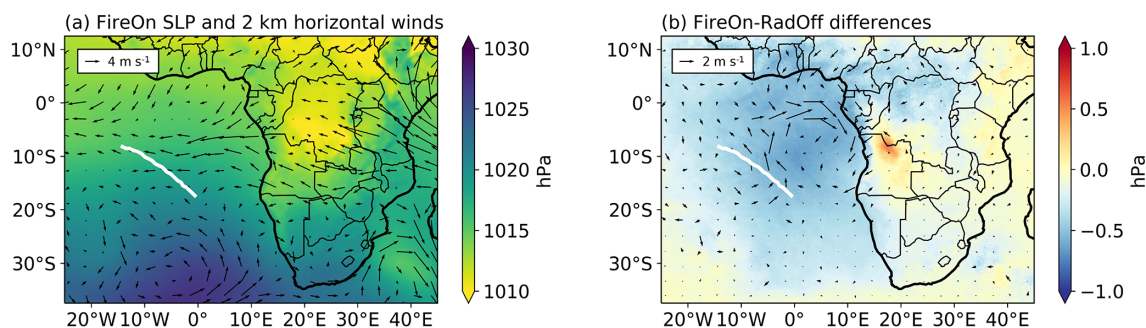 (a) FireOn SLP and 2 km horizontal winds
10°N
0°
10°S
20°S
30°S
20°W 10°W 0° 10°E 20°E 30°E 40°E
4 m s⁻¹
1030
1025
1020
1015
1010
hPa
(b) FireOn-RadOff differences
10°N
0°
10°S
20°S
30°S
20°W 10°W 0° 10°E 20°E 30°E 40°E
2 m s⁻¹
1.0
0.5
0.0
−0.5
−1.0
hPa